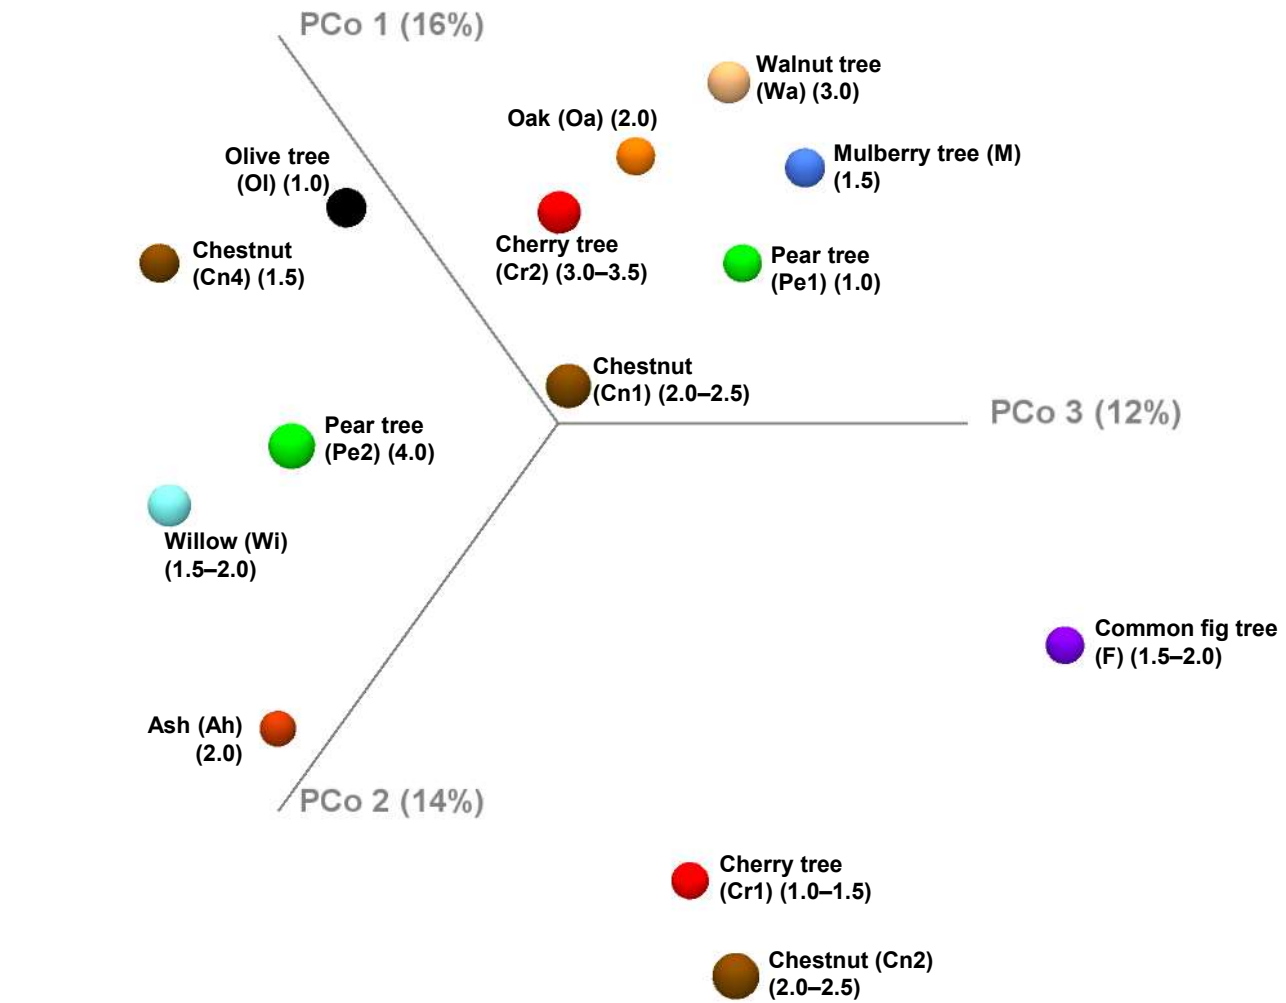 PCo 1 (16%)
Walnut tree
(Wa) (3.0)
Oak (Oa) (2.0)
Mulberry tree (M)
(1.5)
Olive tree
(Ol) (1.0)
Cherry tree
(Cr2) (3.0–3.5)
Chestnut
(Cn4) (1.5)
Pear tree
(Pe1) (1.0)
Chestnut
(Cn1) (2.0–2.5)
PCo 3 (12%)
Pear tree
(Pe2) (4.0)
Willow (Wi)
(1.5–2.0)
Common fig tree
(F) (1.5–2.0)
Ash (Ah)
(2.0)
PCo 2 (14%)
Cherry tree
(Cr1) (1.0–1.5)
Chestnut (Cn2)
(2.0–2.5)